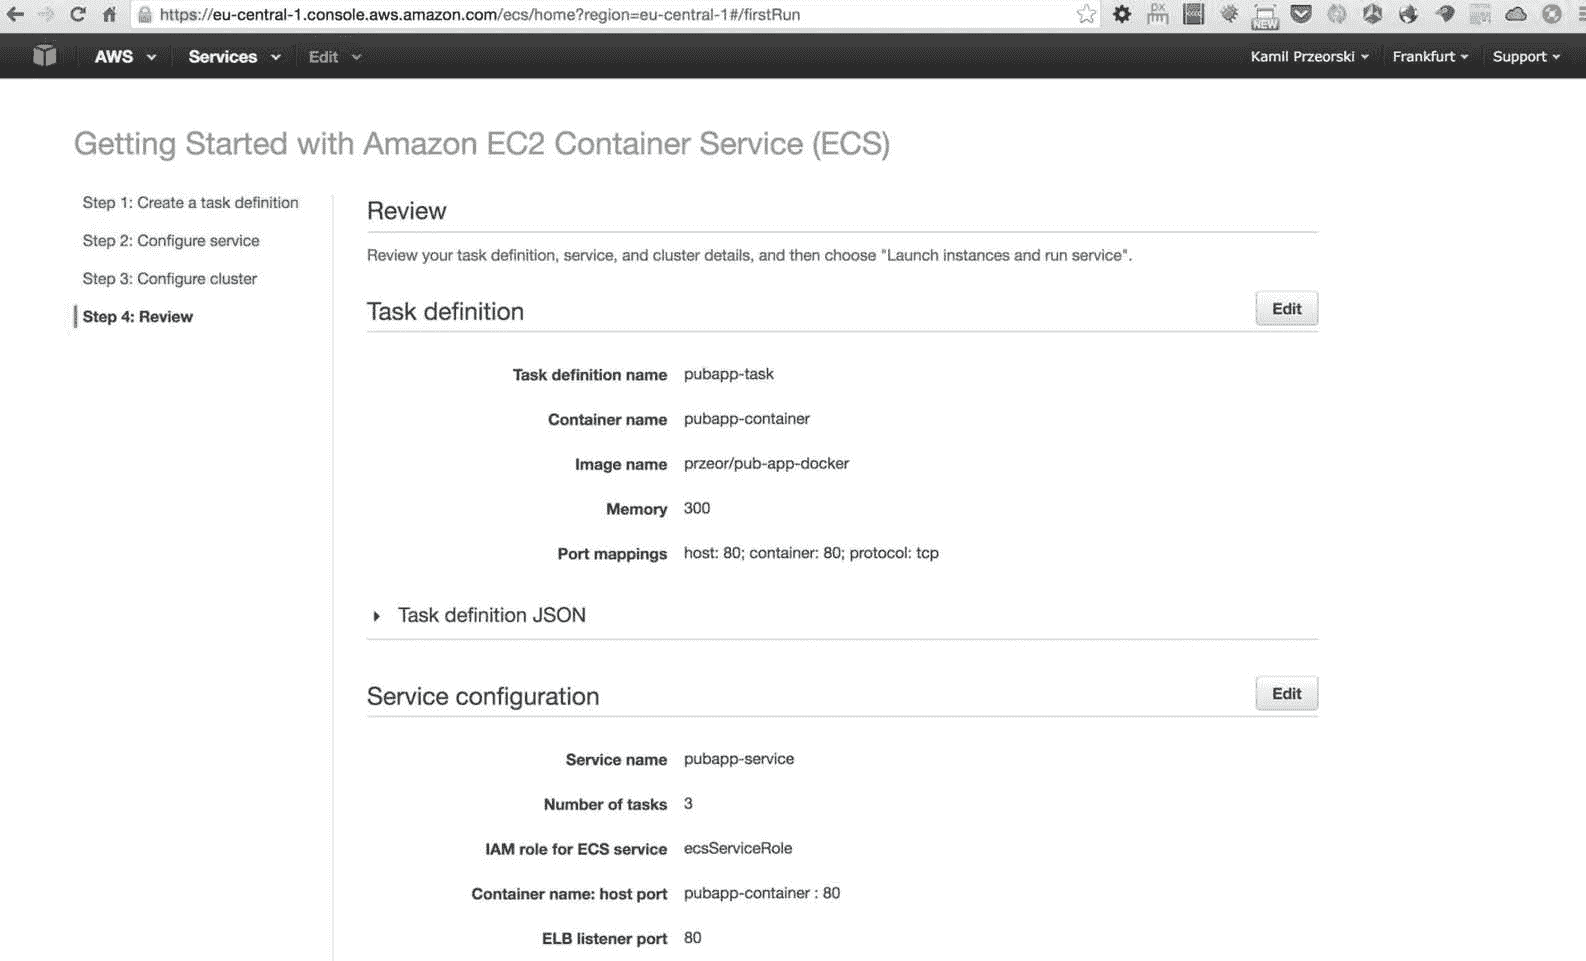 https://eu-central-1.console.aws.amazon.com/ecs/home?region=eu-central-1#/firstRun
NEW
AWS Services Edit Kamil Przeorski Frankfurt Support
Getting Started with Amazon EC2 Container Service (ECS)
Step 1: Create a task definition
Step 2: Configure service
Step 3: Configure cluster
Step 4: Review
Review
Review your task definition, service, and cluster details, and then choose "Launch instances and run service".
Task definition Edit
Task definition name pubapp-task
Container name pubapp-container
Image name przeor/pub-app-docker
Memory 300
Port mappings host: 80; container: 80; protocol: tcp
Task definition JSON
Service configuration Edit
Service name pubapp-service
Number of tasks 3
IAM role for ECS service ecsServiceRole
Container name: host port pubapp-container : 80
ELB listener port 80